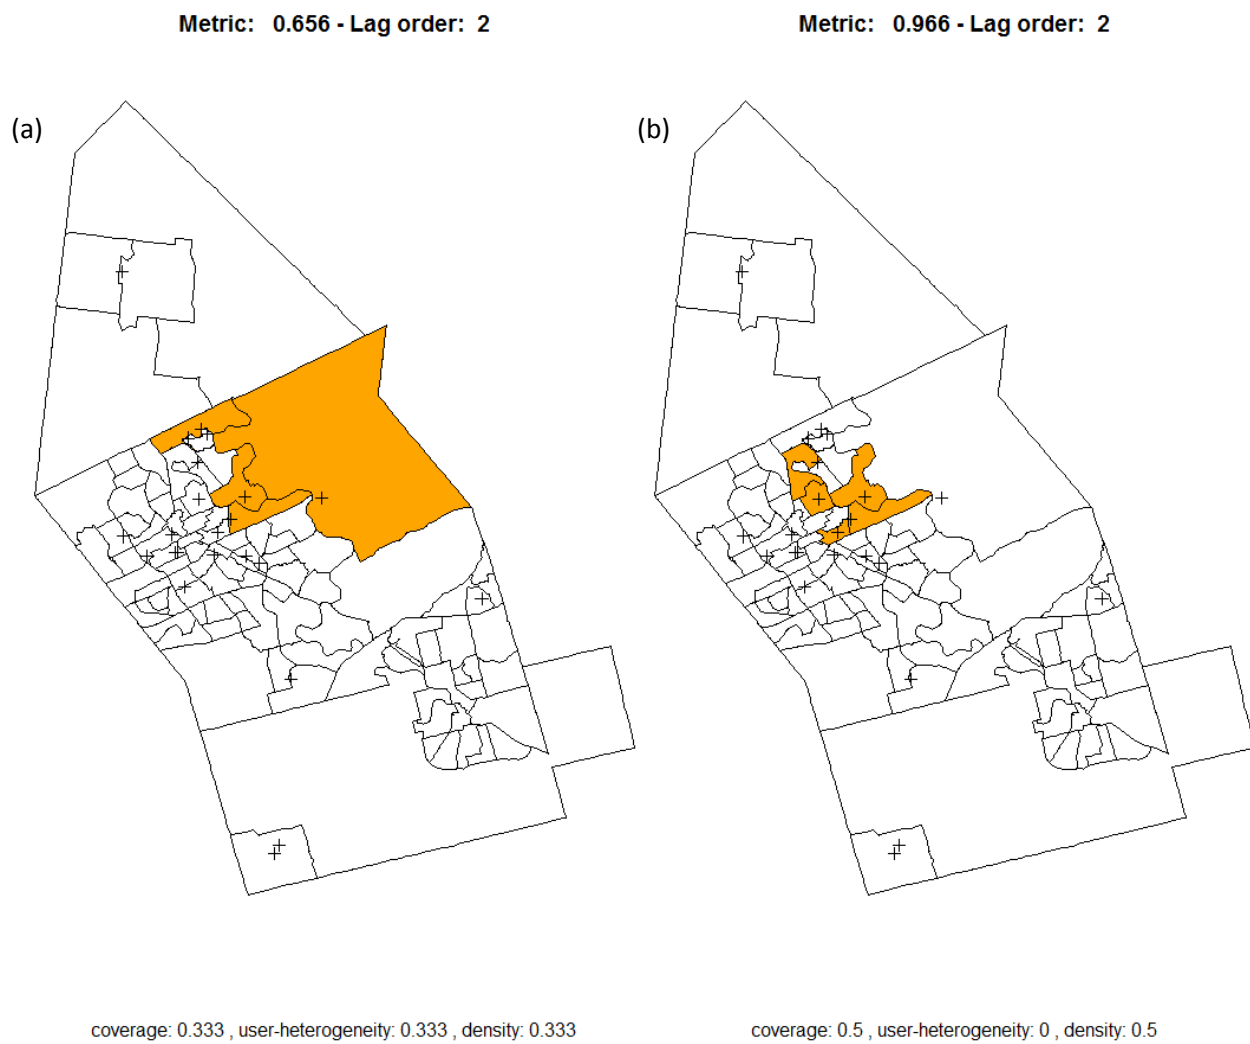 Metric: 0.656 - Lag order: 2
Metric: 0.966 - Lag order: 2
(a)
(b)
coverage: 0.333 , user-heterogeneity: 0.333 , density: 0.333
coverage: 0.5 , user-heterogeneity: 0 , density: 0.5